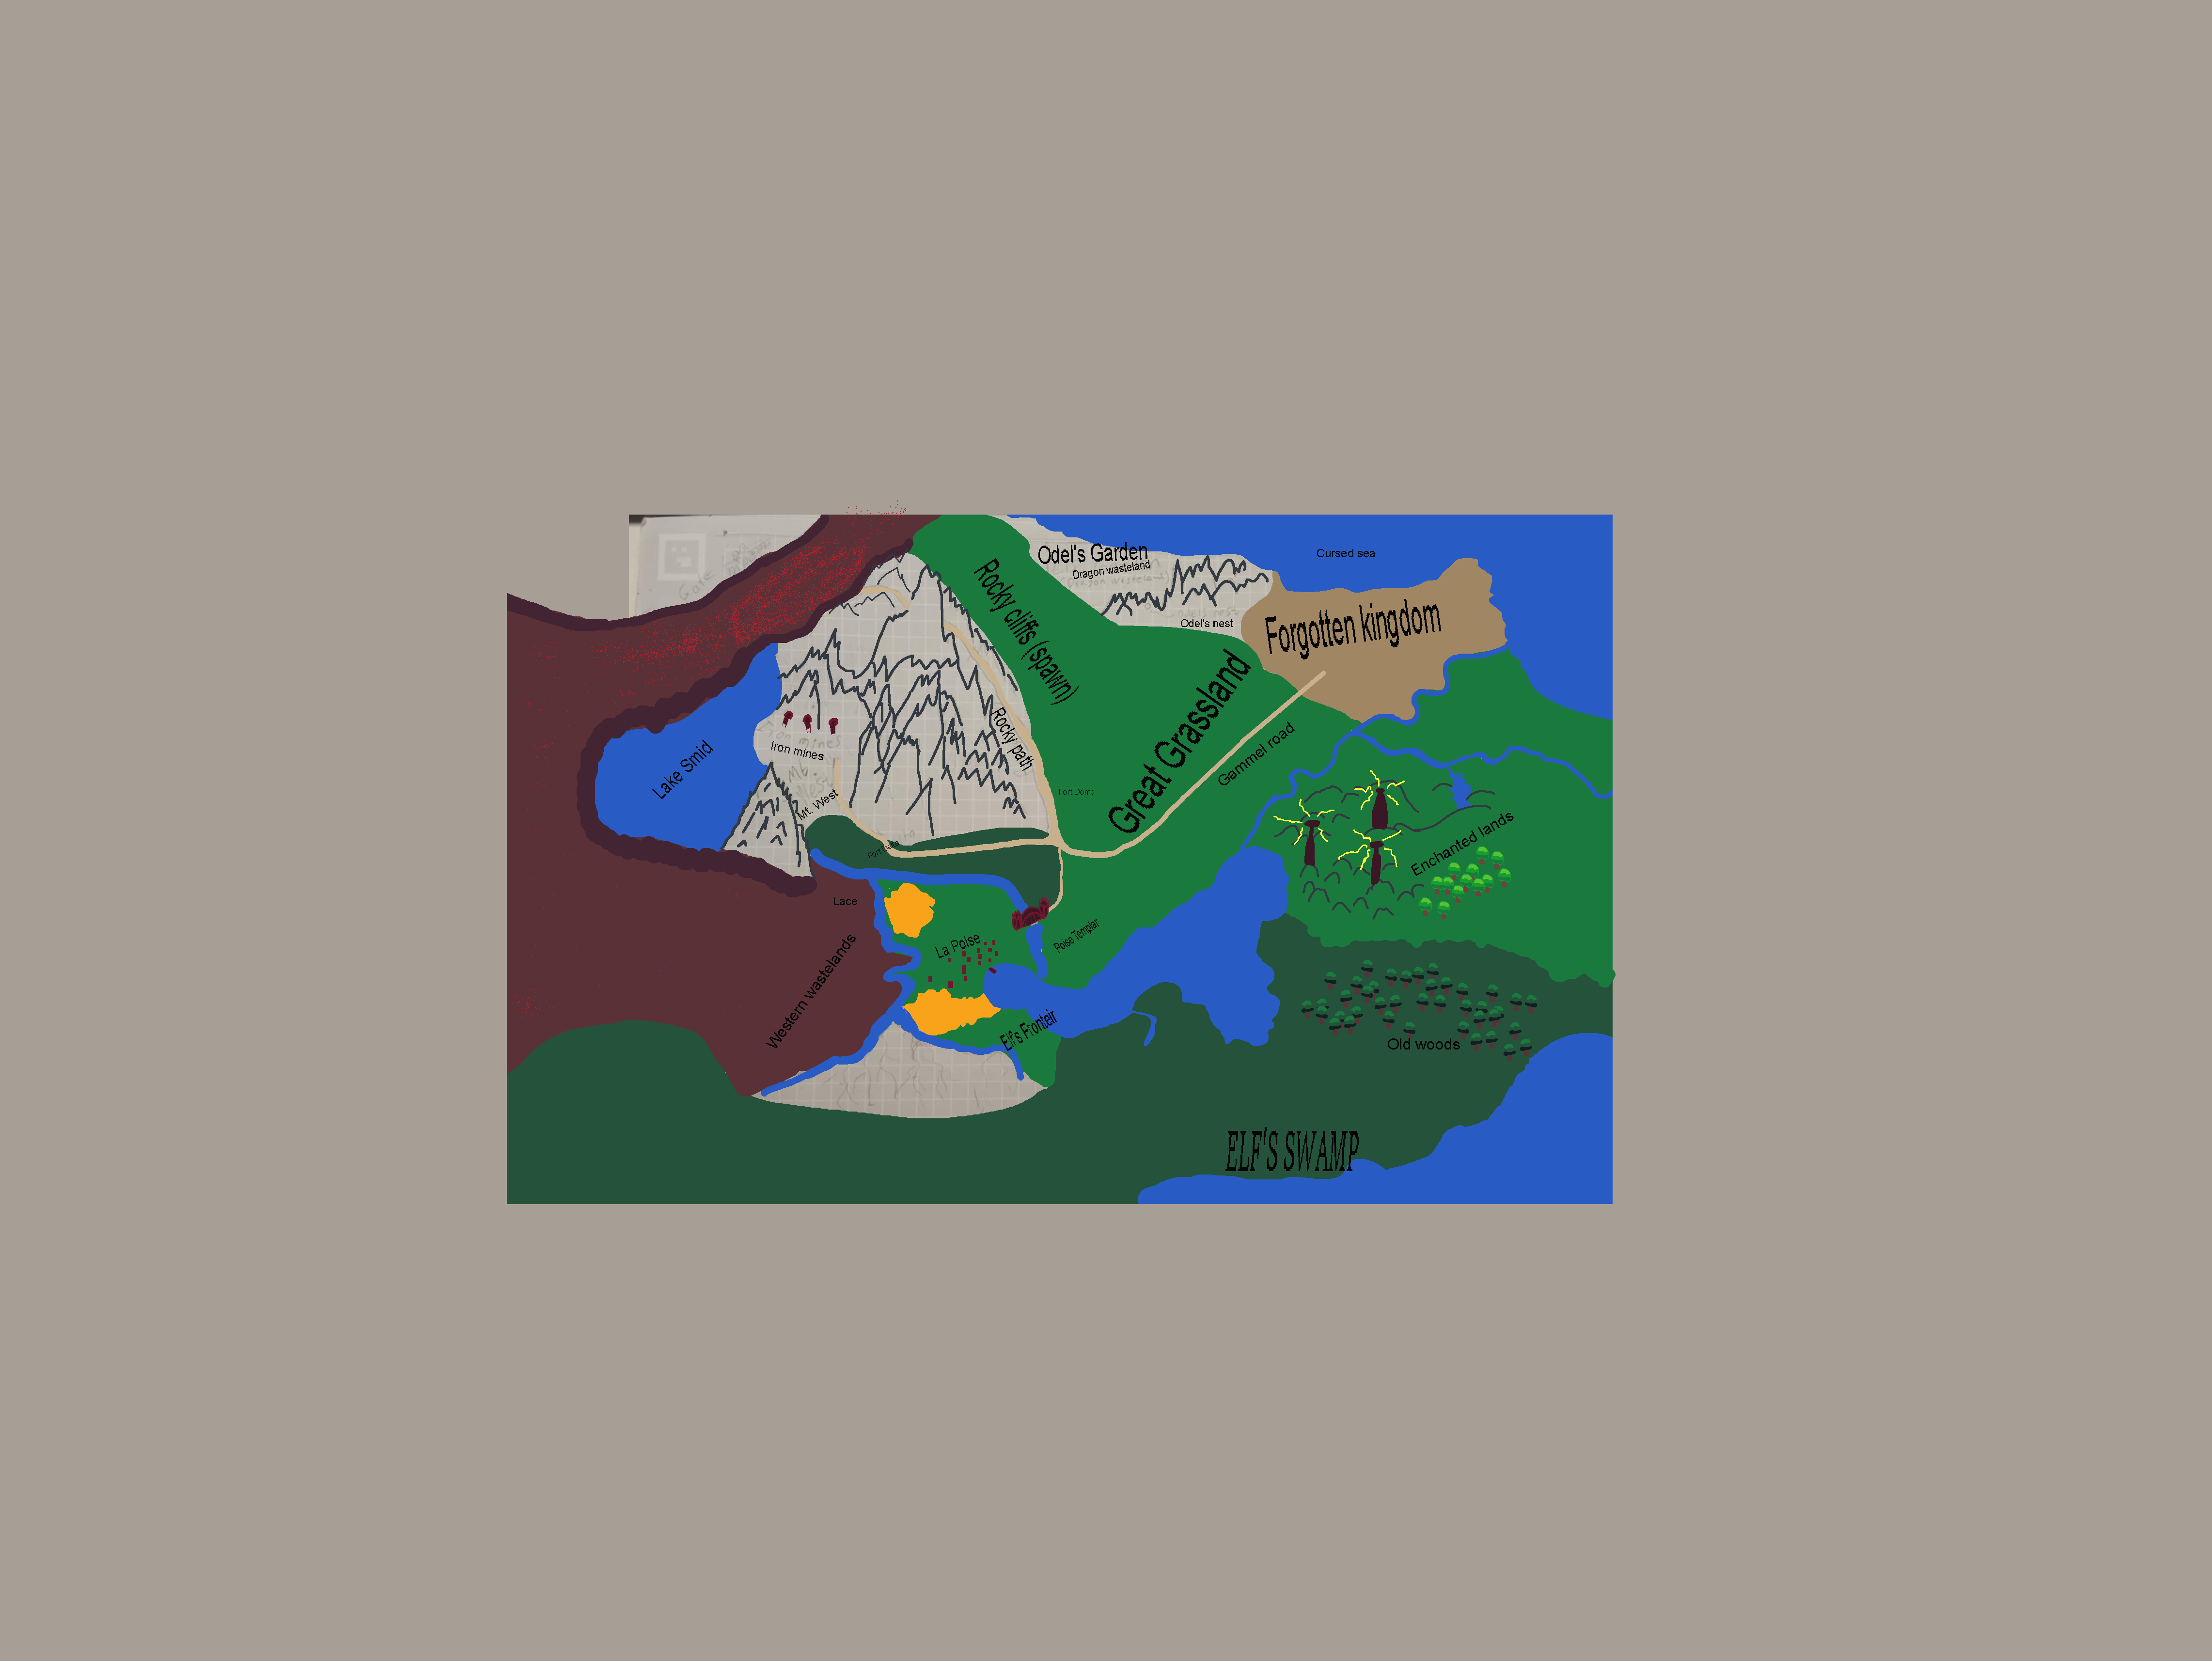 Odel's Garden
Dragon wasteland
Cursed sea
Rocky cliffs (spawn)
Odel's nest
Forgotten kingdom
Great Grassland
Rocky path
Gammel road
Lake Smid
Iron mines
Mt. West
Fort Domo
Enchanted lands
Lace
La Poise
Poise Templar
Western wastelands
Elf's Fronteir
Old woods
ELF'S SWAMP